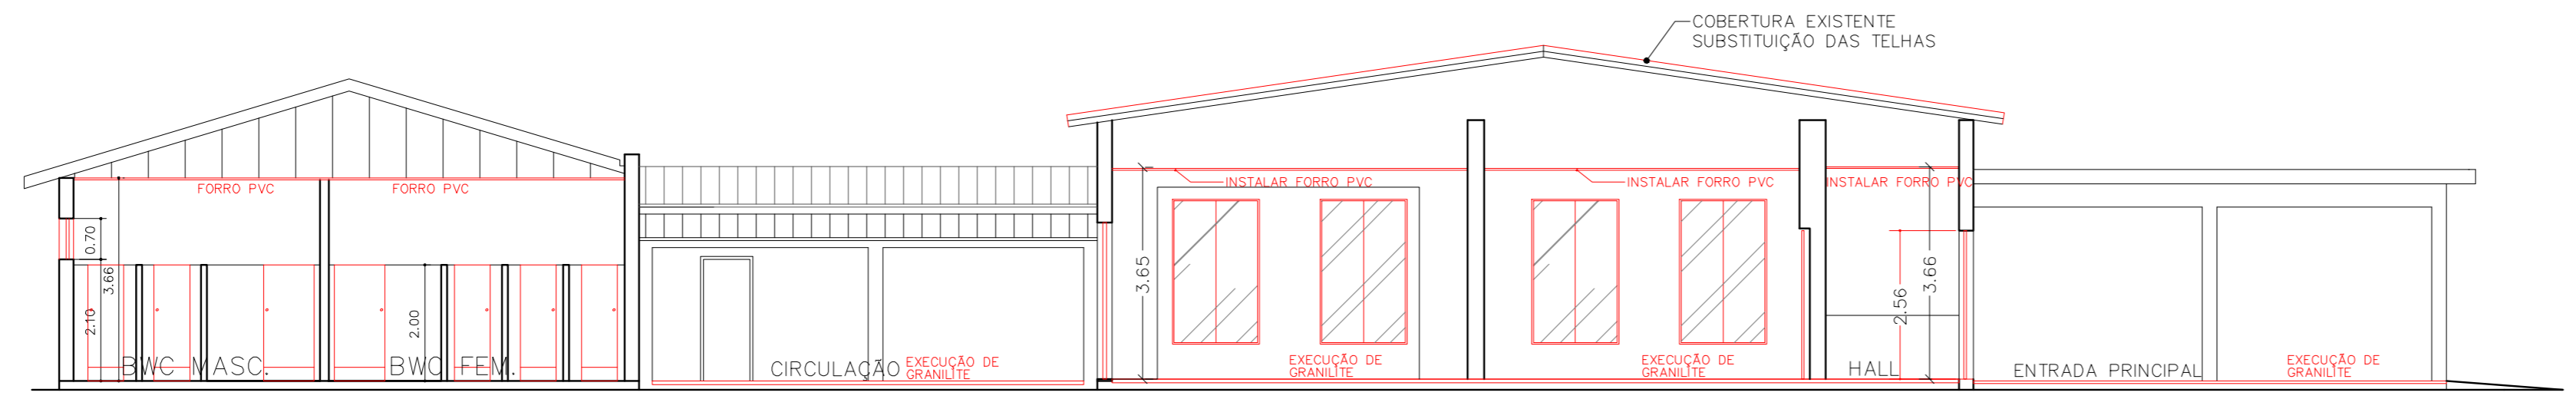 COBERTURA EXISTENTE
SUBSTITUIÇÃO DAS TELHAS
FORRO PVC
FORRO PVC
INSTALAR FORRO PVC
INSTALAR FORRO PVC
INSTALAR FORRO PVC
0.70
3.66
2.10
2.00
3.65
2.56
3.66
BWC MASC.
BWC FEM.
CIRCULAÇÃO
EXECUÇÃO DE
GRANILITE
EXECUÇÃO DE
GRANILITE
EXECUÇÃO DE
GRANILITE
HALL
ENTRADA PRINCIPAL
EXECUÇÃO DE
GRANILITE